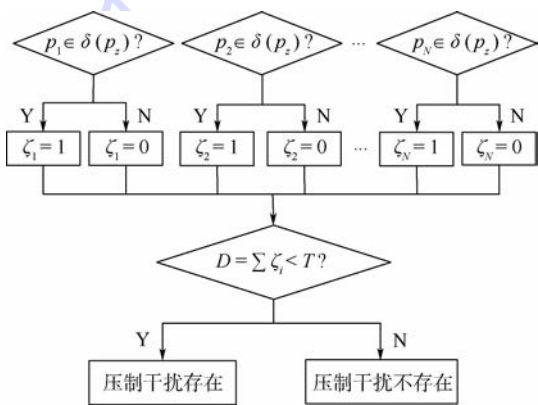 p₁∈δ(p_z)? p₂∈δ(p_z)? ··· p_N∈δ(p_z)?
Y N Y N Y N
ζ₁=1 ζ₁=0 ζ₂=1 ζ₂=0 ··· ζ_N=1 ζ_N=0
D=∑ζ_i<T?
Y N
压制干扰存在 压制干扰不存在